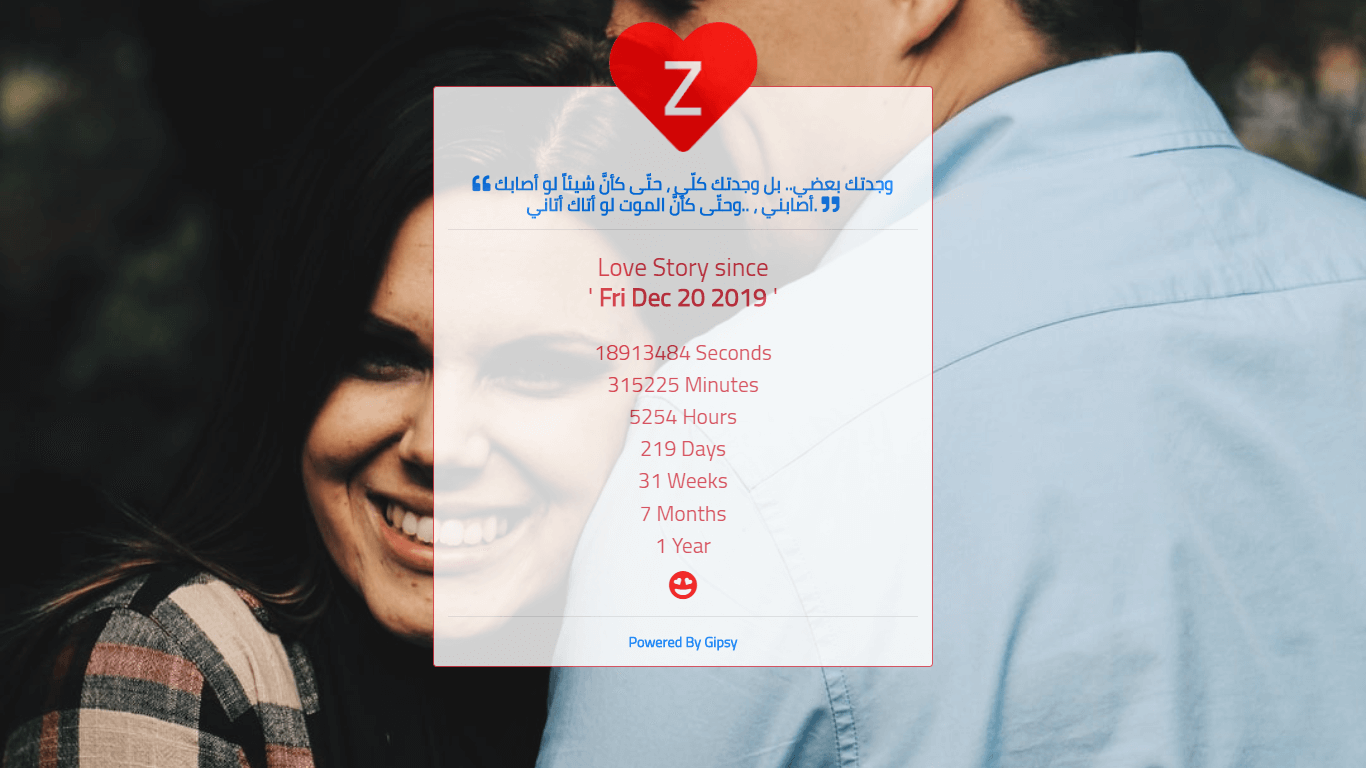 Z
❝ وجدتك بعضي.. بل وجدتك كلّي , حتّى كأنَّ شيئاً لو أصابك
أصابني , ..وحتّى كأنَّ الموت لو أتاك أتاني. ❞
Love Story since
' Fri Dec 20 2019 '
18913484 Seconds
315225 Minutes
5254 Hours
219 Days
31 Weeks
7 Months
1 Year
Powered By Gipsy